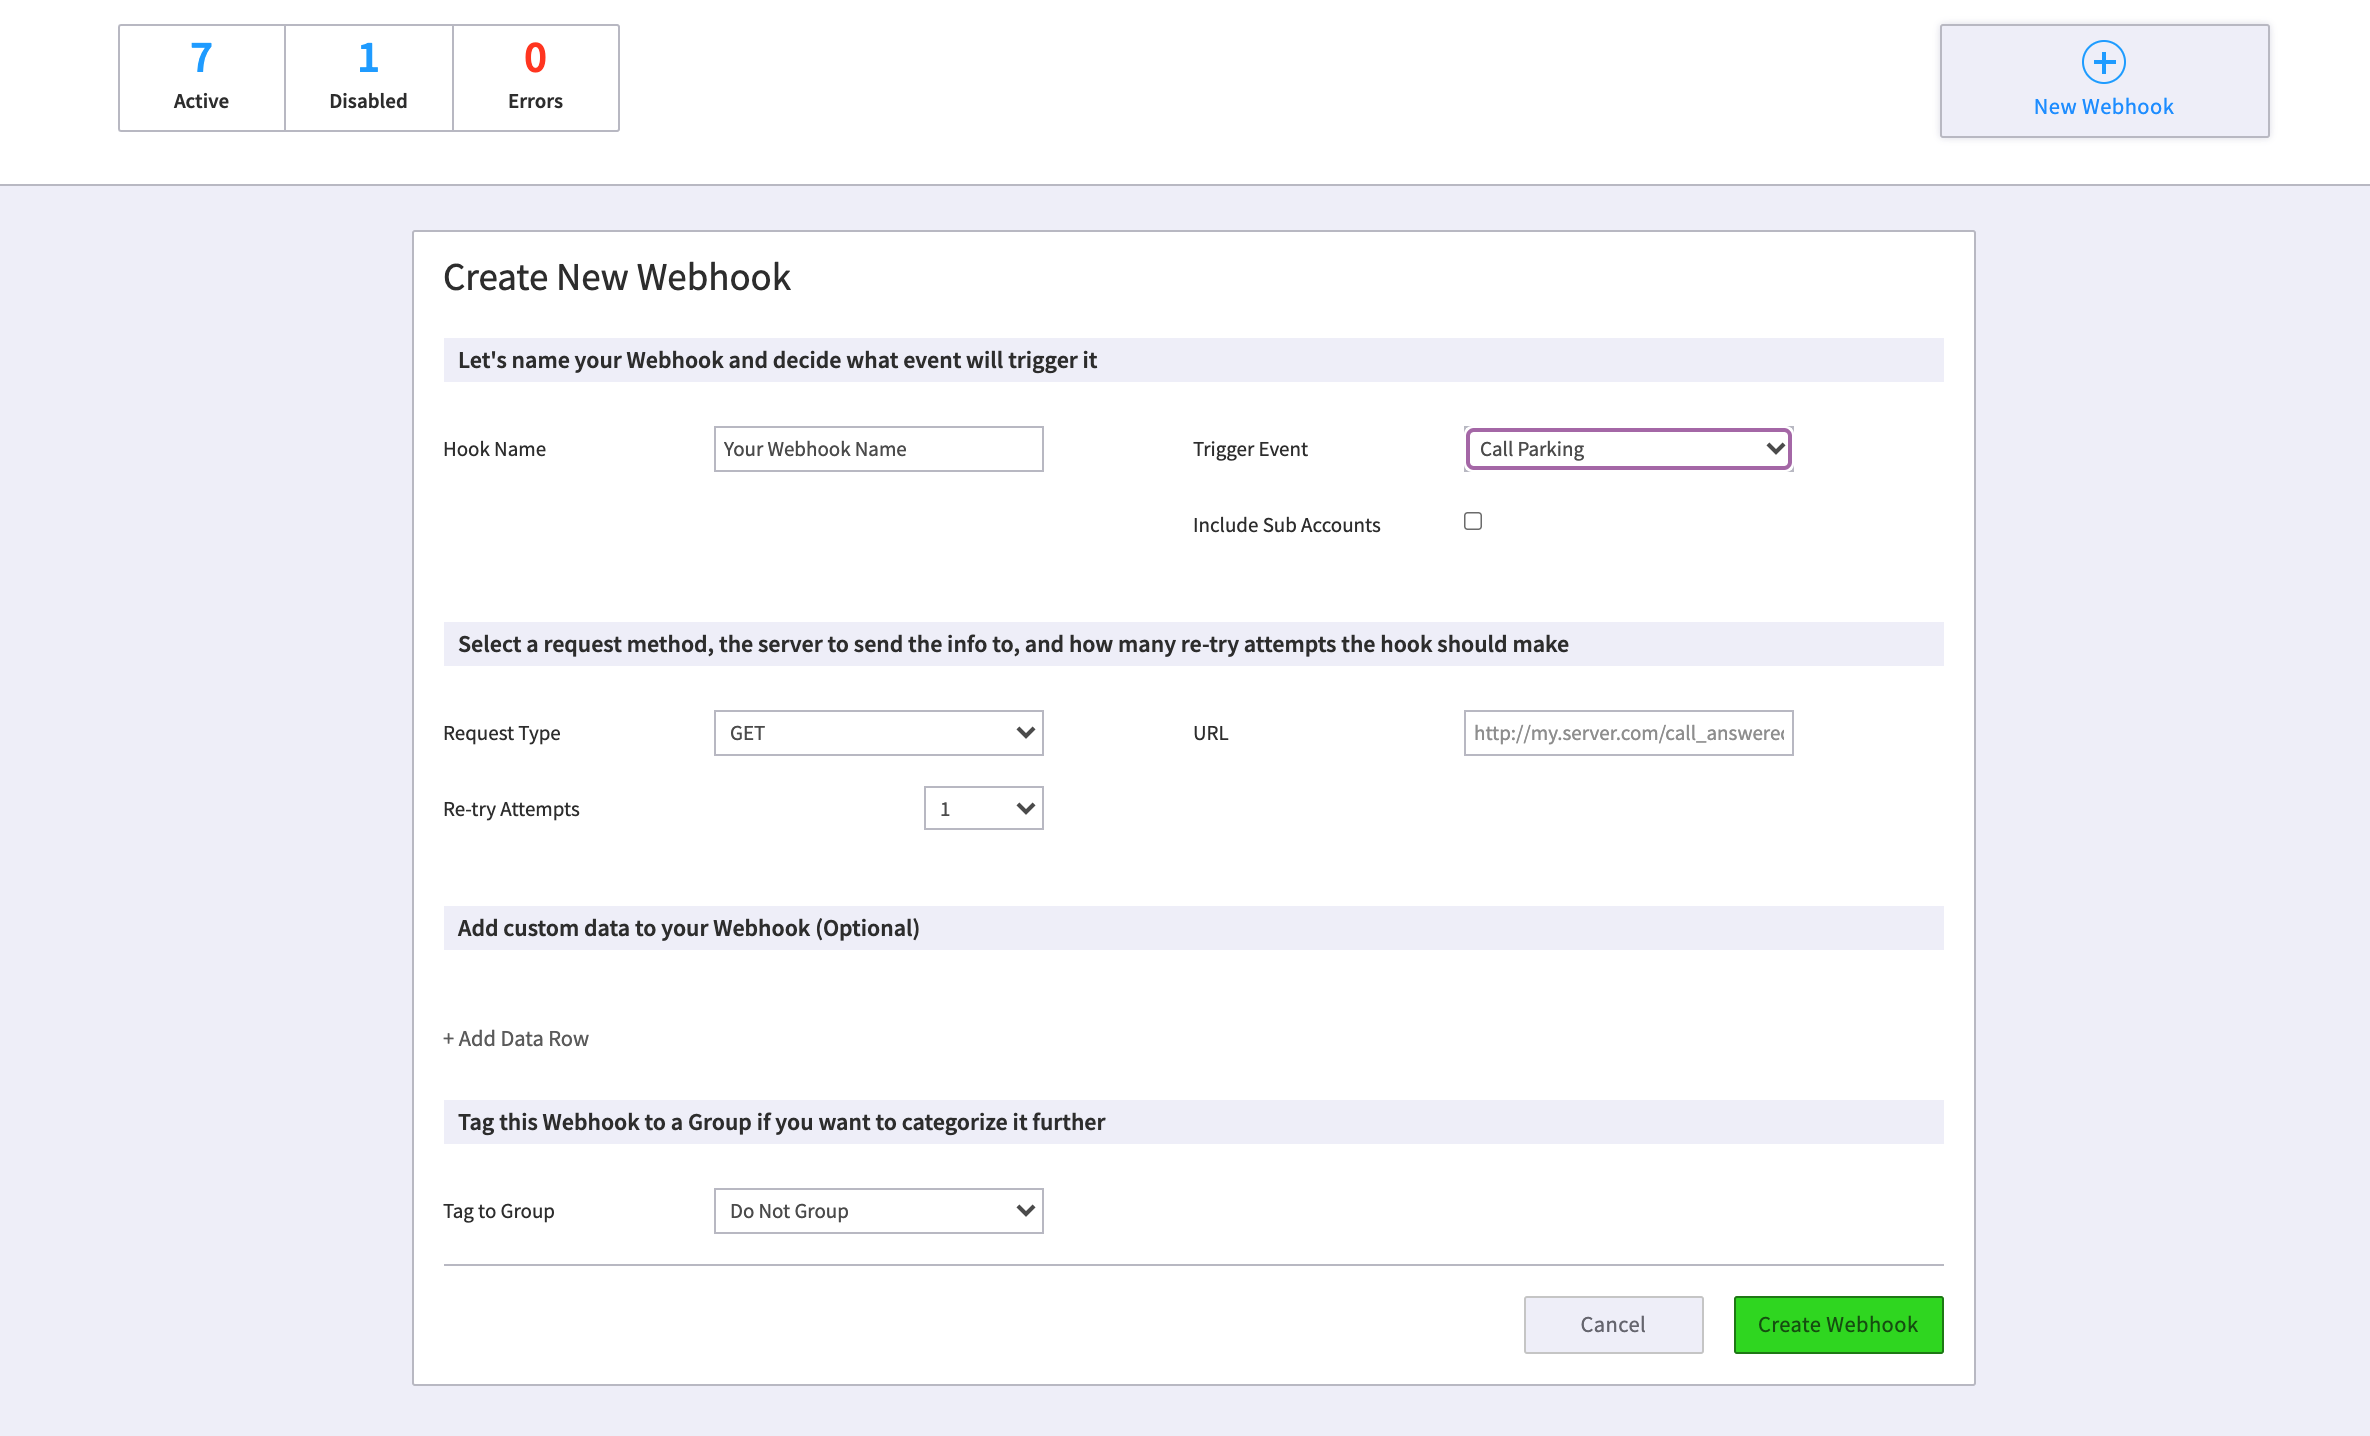 7
Active
1
Disabled
0
Errors
New Webhook
Create New Webhook
Let's name your Webhook and decide what event will trigger it
Hook Name
Your Webhook Name
Trigger Event
Call Parking
Include Sub Accounts
Select a request method, the server to send the info to, and how many re-try attempts the hook should make
Request Type
GET
URL
http://my.server.com/call_answered
Re-try Attempts
1
Add custom data to your Webhook (Optional)
+ Add Data Row
Tag this Webhook to a Group if you want to categorize it further
Tag to Group
Do Not Group
Cancel
Create Webhook